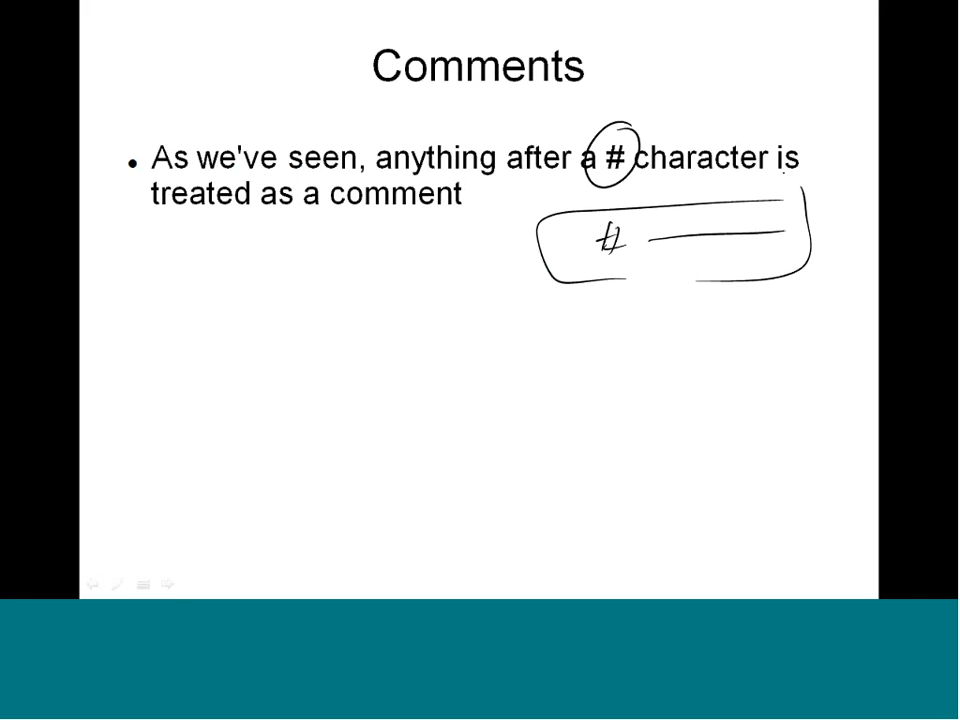 Comments
• As we've seen, anything after a # character is
treated as a comment
#